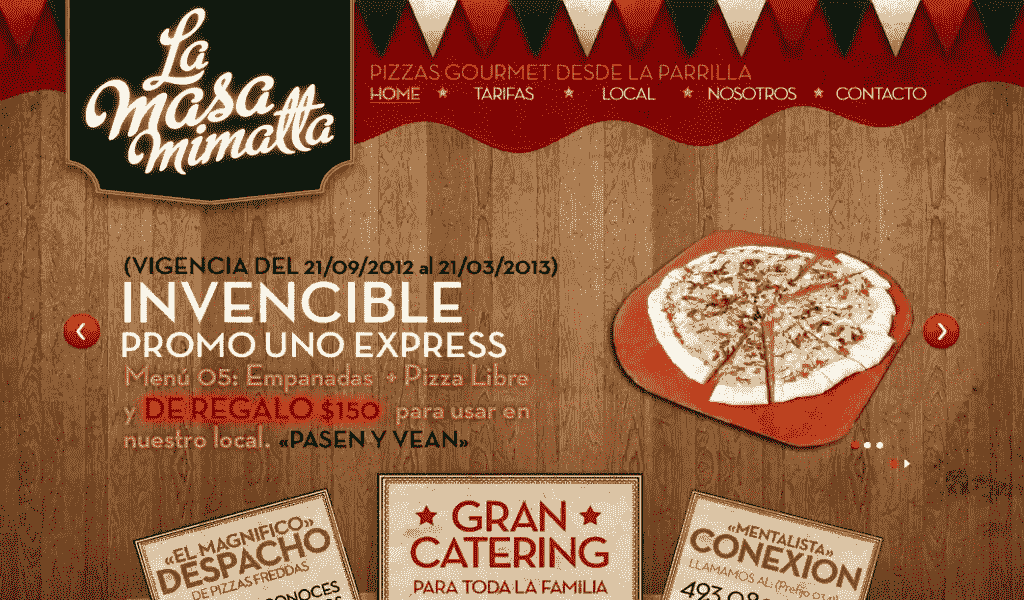 La
Masa
mimatta
PIZZAS GOURMET DESDE LA PARRILLA
HOME ★ TARIFAS ★ LOCAL ★ NOSOTROS ★ CONTACTO
(VIGENCIA DEL 21/09/2012 al 21/03/2013)
INVENCIBLE
PROMO UNO EXPRESS
Menú 05: Empanadas + Pizza Libre
y DE REGALO $150 para usar en
nuestro local. «PASEN Y VEAN»
«EL MAGNIFICO»
DESPACHO
DE PIZZAS FREDDAS
★ GRAN ★
CATERING
PARA TODA LA FAMiLIA
«MENTALISTA»
CONEXION
LLAMAMOS AL: (Prefijo 034)